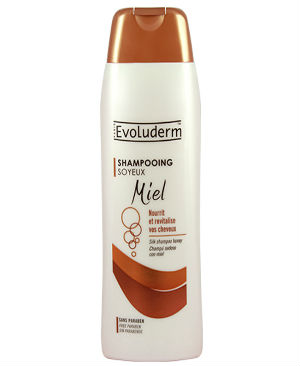 Evoluderm™
SHAMPOOING
SOYEUX
Miel
Nourrit
et revitalise
vos cheveux
Silk shampoo honey
Champú sedoso
con miel
SANS PARABEN
FREE PARABEN
SIN PARABENOS